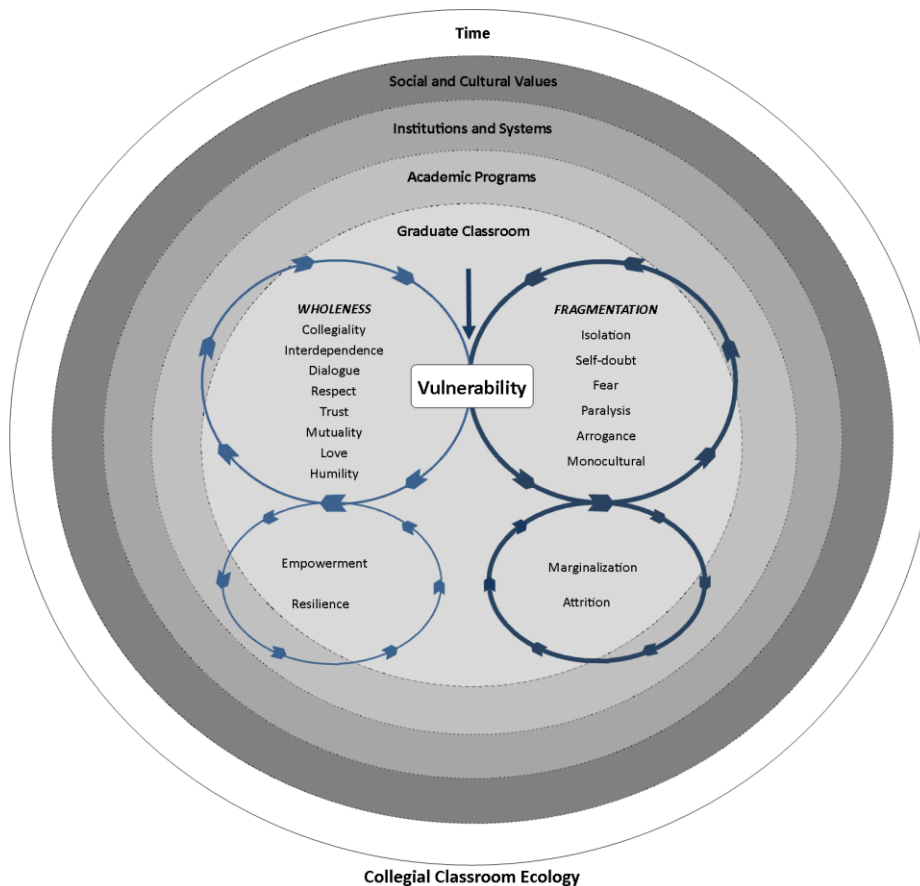 Time
Social and Cultural Values
Institutions and Systems
Academic Programs
Graduate Classroom
WHOLENESS
Collegiality
Interdependence
Dialogue
Respect
Trust
Mutuality
Love
Humility
Vulnerability
FRAGMENTATION
Isolation
Self-doubt
Fear
Paralysis
Arrogance
Monocultural
Empowerment
Resilience
Marginalization
Attrition
Collegial Classroom Ecology